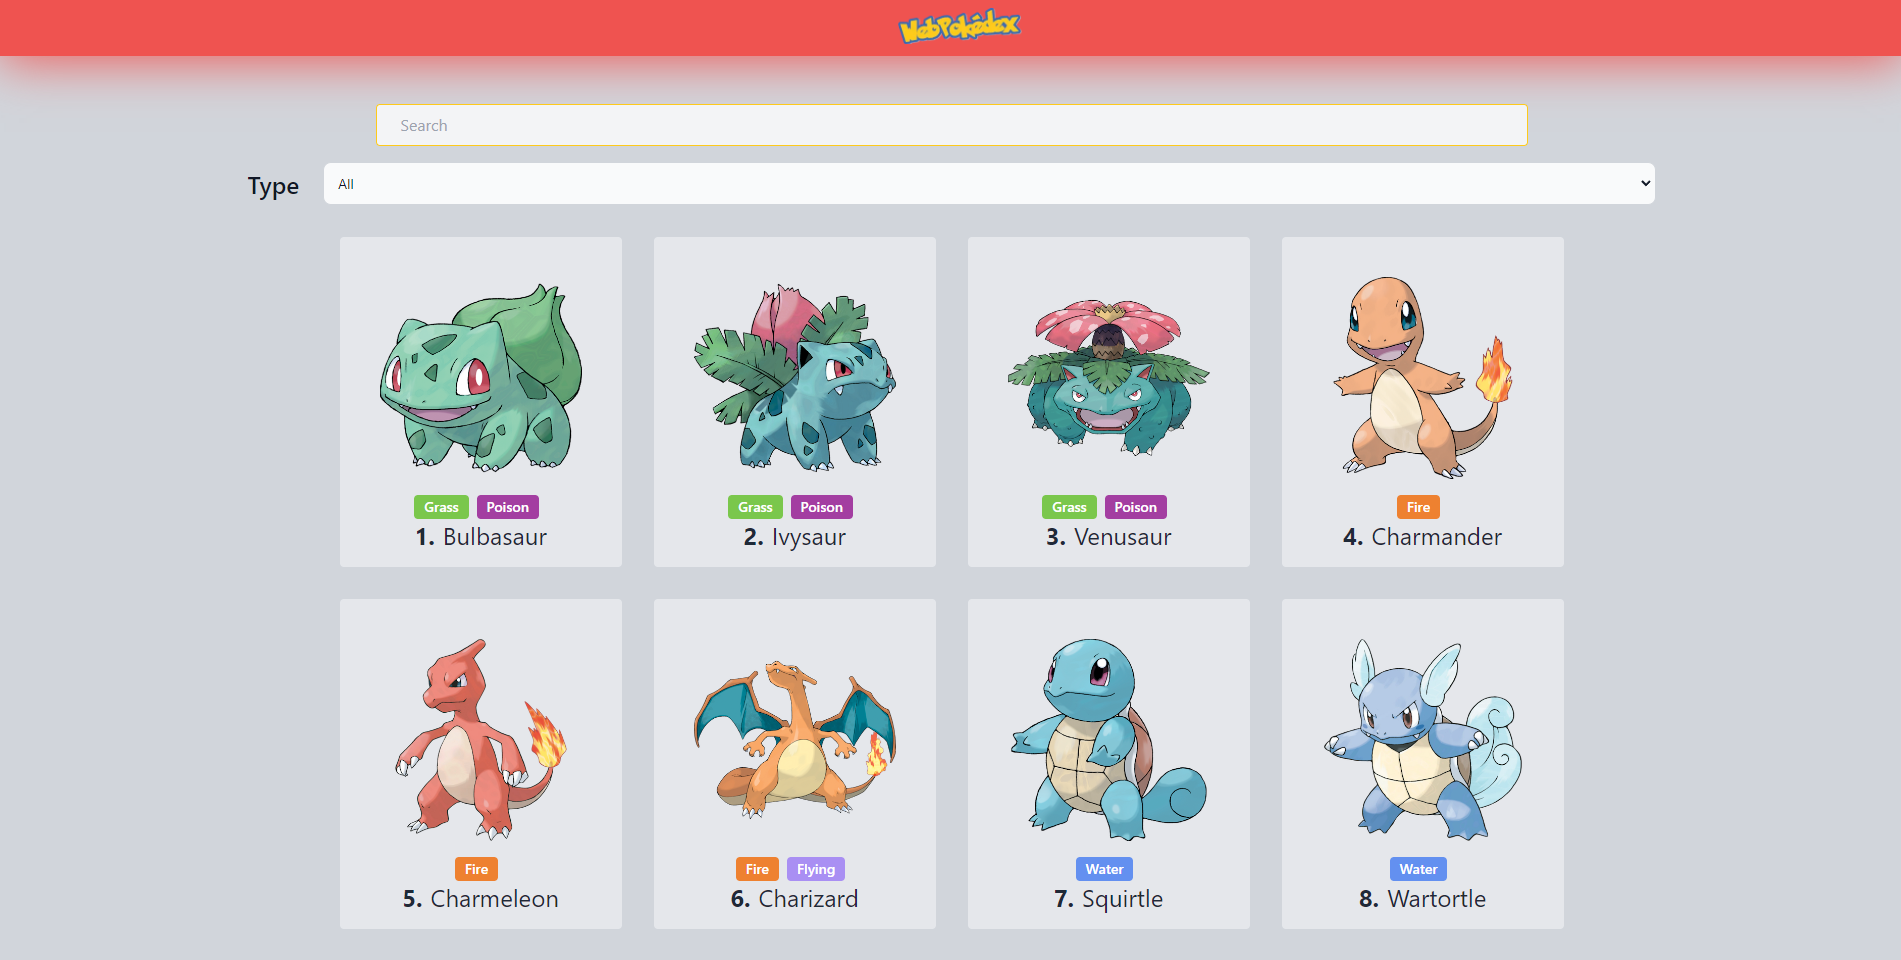 WebPokédex
Search
Type All
Grass Poison
1. Bulbasaur
Grass Poison
2. Ivysaur
Grass Poison
3. Venusaur
Fire
4. Charmander
Fire
5. Charmeleon
Fire Flying
6. Charizard
Water
7. Squirtle
Water
8. Wartortle